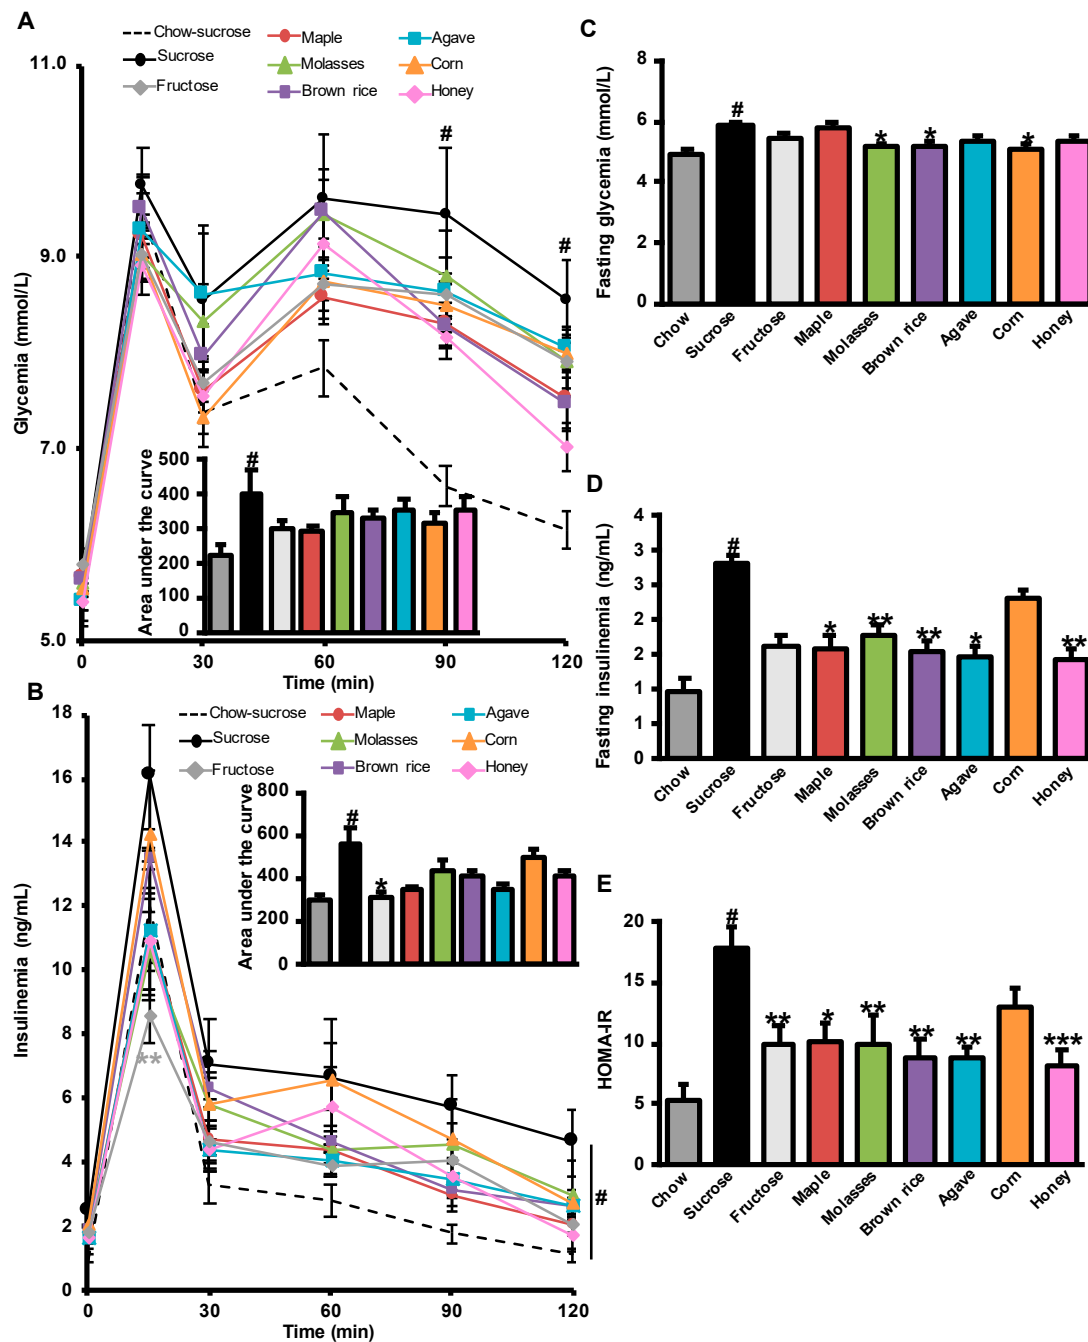 A
Chow-sucrose
Sucrose
Fructose
Maple
Molasses
Brown rice
Agave
Corn
Honey
11.0
9.0
7.0
5.0
Glycemia (mmol/L)
#
#
500
400
300
200
100
0
Area under the curve
#
0 30 60 90 120
Time (min)
B
18
16
14
12
10
8
6
4
2
0
Insulinemia (ng/mL)
Chow-sucrose
Sucrose
Fructose
Maple
Molasses
Brown rice
Agave
Corn
Honey
800
600
400
200
0
Area under the curve
#
*
**
#
0 30 60 90 120
Time (min)
C
8
6
4
2
0
Fasting glycemia (mmol/L)
# * * *
Chow Sucrose Fructose Maple Molasses Brown rice Agave Corn Honey
D
4
3
3
2
2
1
1
0
Fasting insulinemia (ng/mL)
# * ** ** * **
Chow Sucrose Fructose Maple Molasses Brown rice Agave Corn Honey
E
20
15
10
5
0
HOMA-IR
# ** * ** ** ** ***
Chow Sucrose Fructose Maple Molasses Brown rice Agave Corn Honey